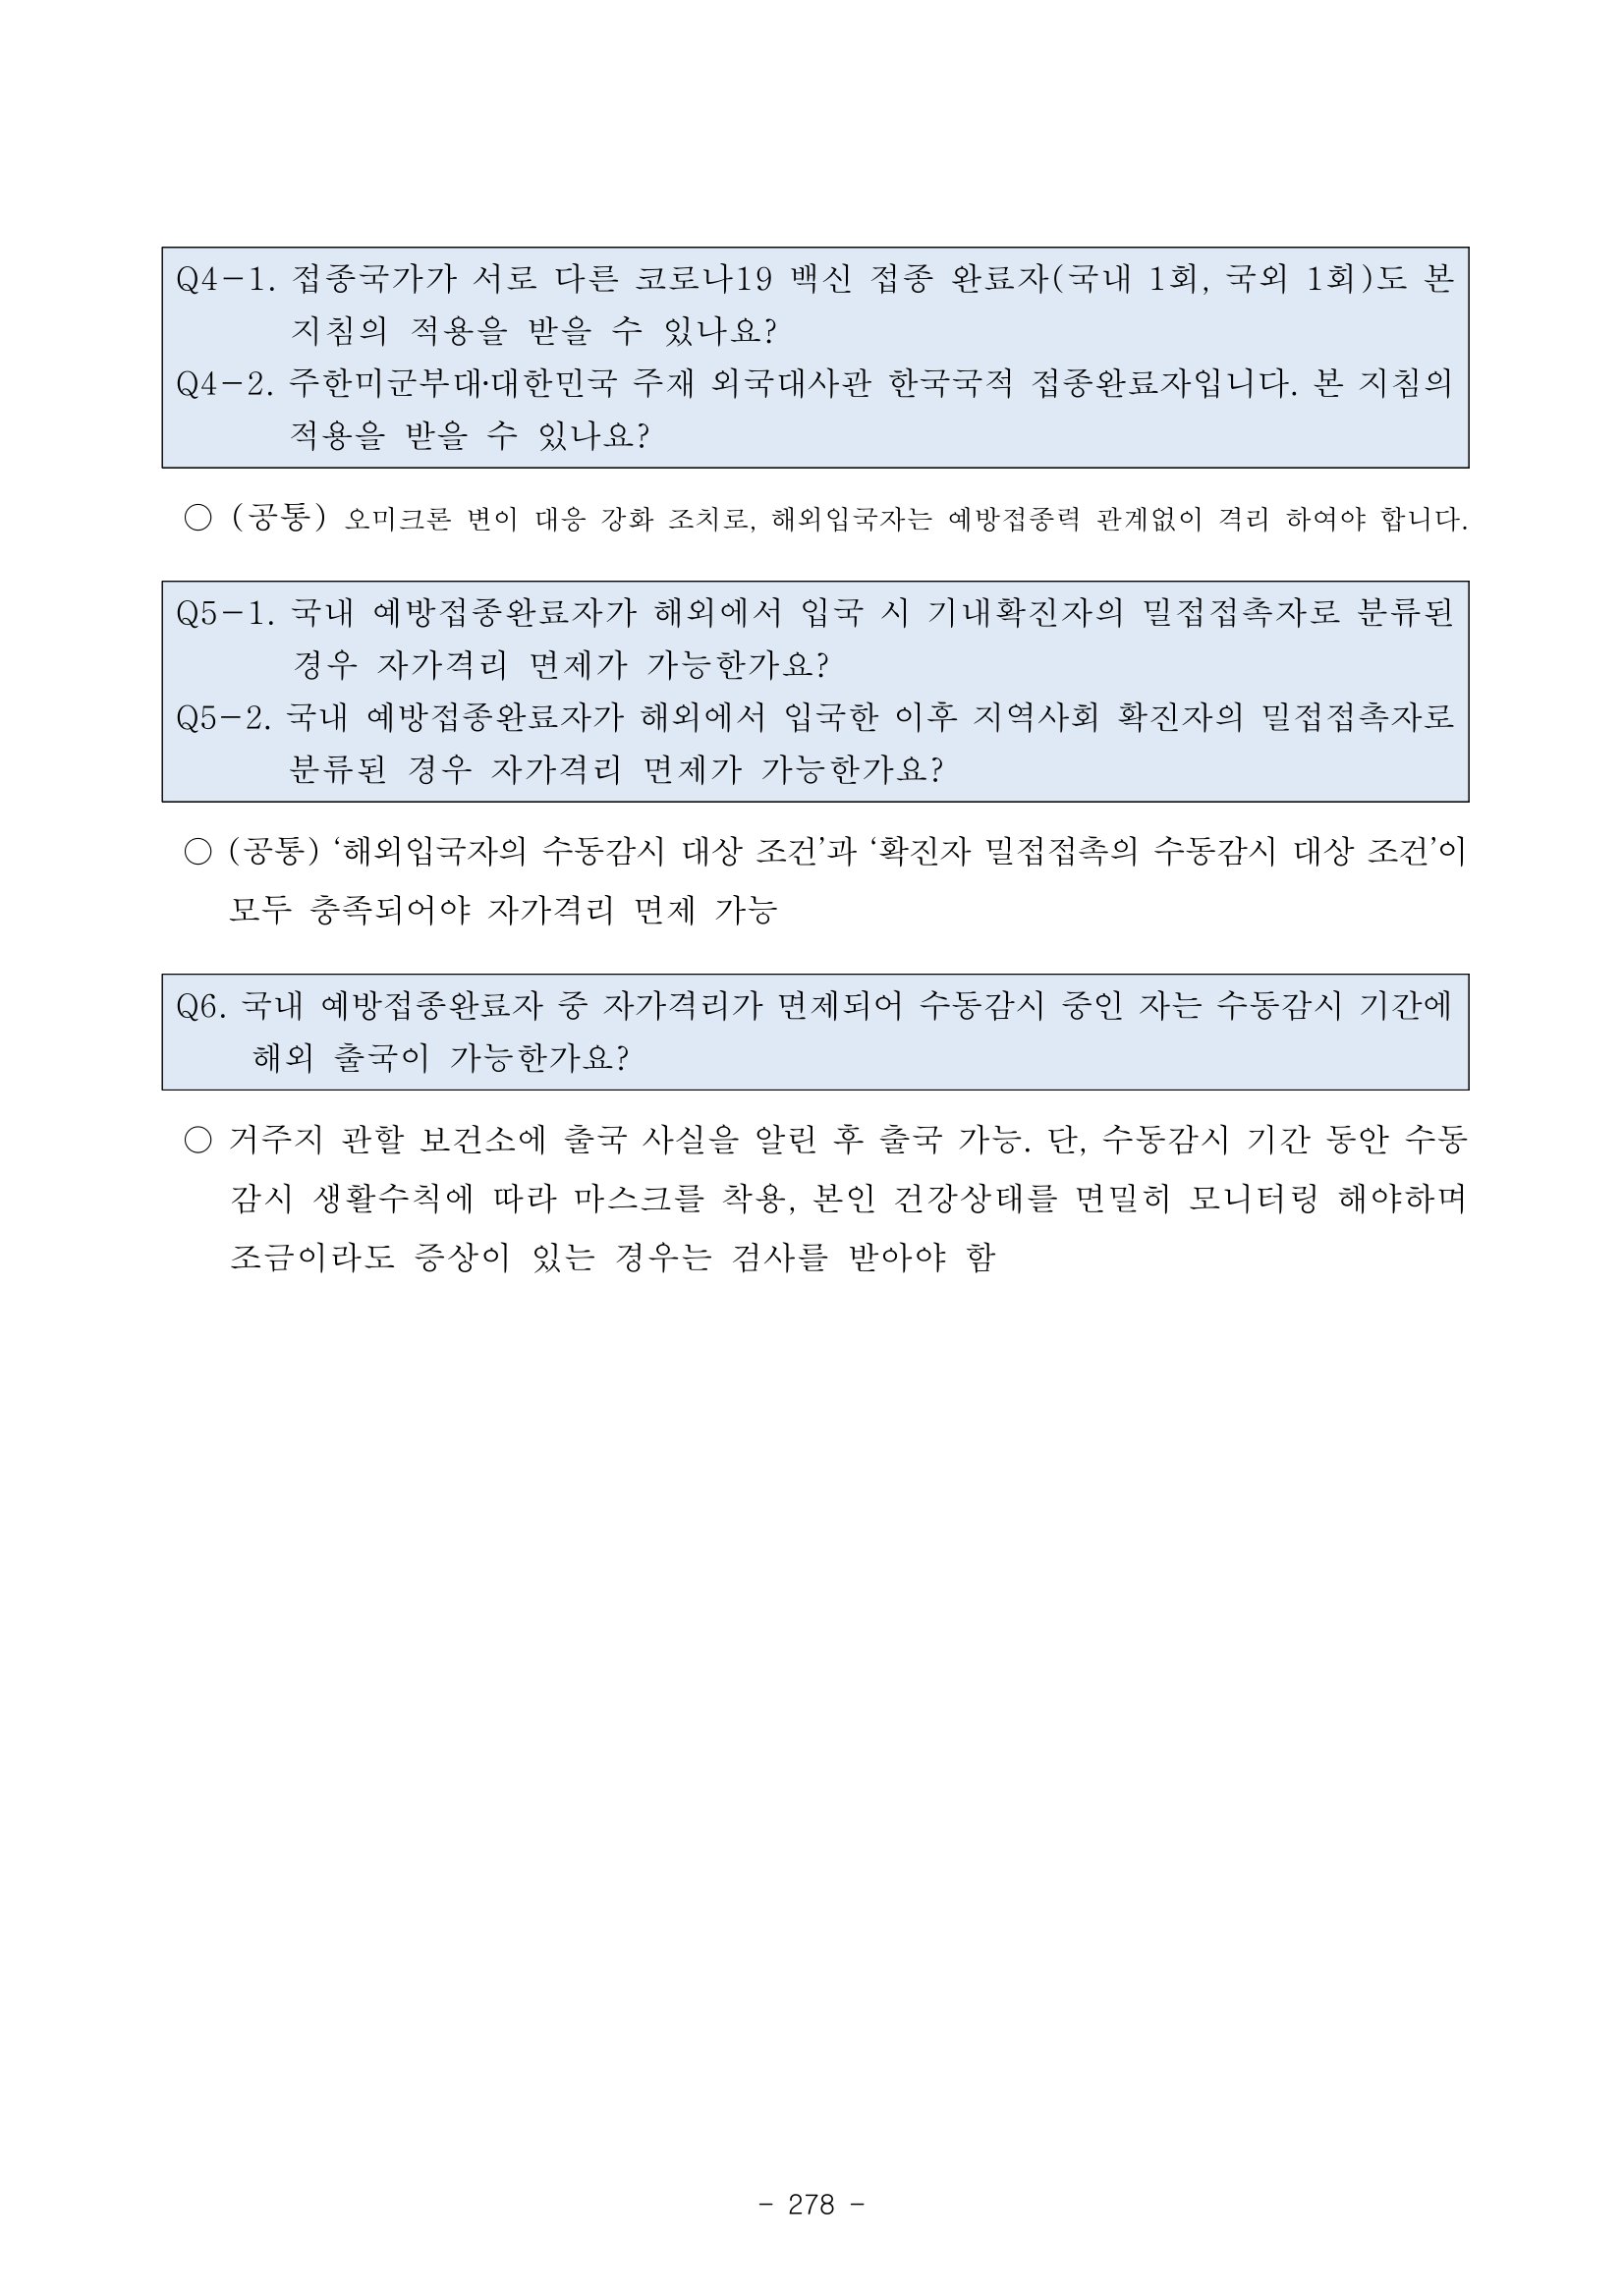 Q4-1. 접종국가가 서로 다른 코로나19 백신 접종 완료자(국내 1회, 국외 1회)도 본
지침의 적용을 받을 수 있나요?
Q4-2. 주한미군부대·대한민국 주재 외국대사관 한국국적 접종완료자입니다. 본 지침의
적용을 받을 수 있나요?
○ (공통) 오미크론 변이 대응 강화 조치로, 해외입국자는 예방접종력 관계없이 격리 하여야 합니다.
Q5-1. 국내 예방접종완료자가 해외에서 입국 시 기내확진자의 밀접접촉자로 분류된
경우 자가격리 면제가 가능한가요?
Q5-2. 국내 예방접종완료자가 해외에서 입국한 이후 지역사회 확진자의 밀접접촉자로
분류된 경우 자가격리 면제가 가능한가요?
○ (공통) ‘해외입국자의 수동감시 대상 조건’과 ‘확진자 밀접접촉의 수동감시 대상 조건’이
모두 충족되어야 자가격리 면제 가능
Q6. 국내 예방접종완료자 중 자가격리가 면제되어 수동감시 중인 자는 수동감시 기간에
해외 출국이 가능한가요?
○ 거주지 관할 보건소에 출국 사실을 알린 후 출국 가능. 단, 수동감시 기간 동안 수동
감시 생활수칙에 따라 마스크를 착용, 본인 건강상태를 면밀히 모니터링 해야하며
조금이라도 증상이 있는 경우는 검사를 받아야 함
- 278 -